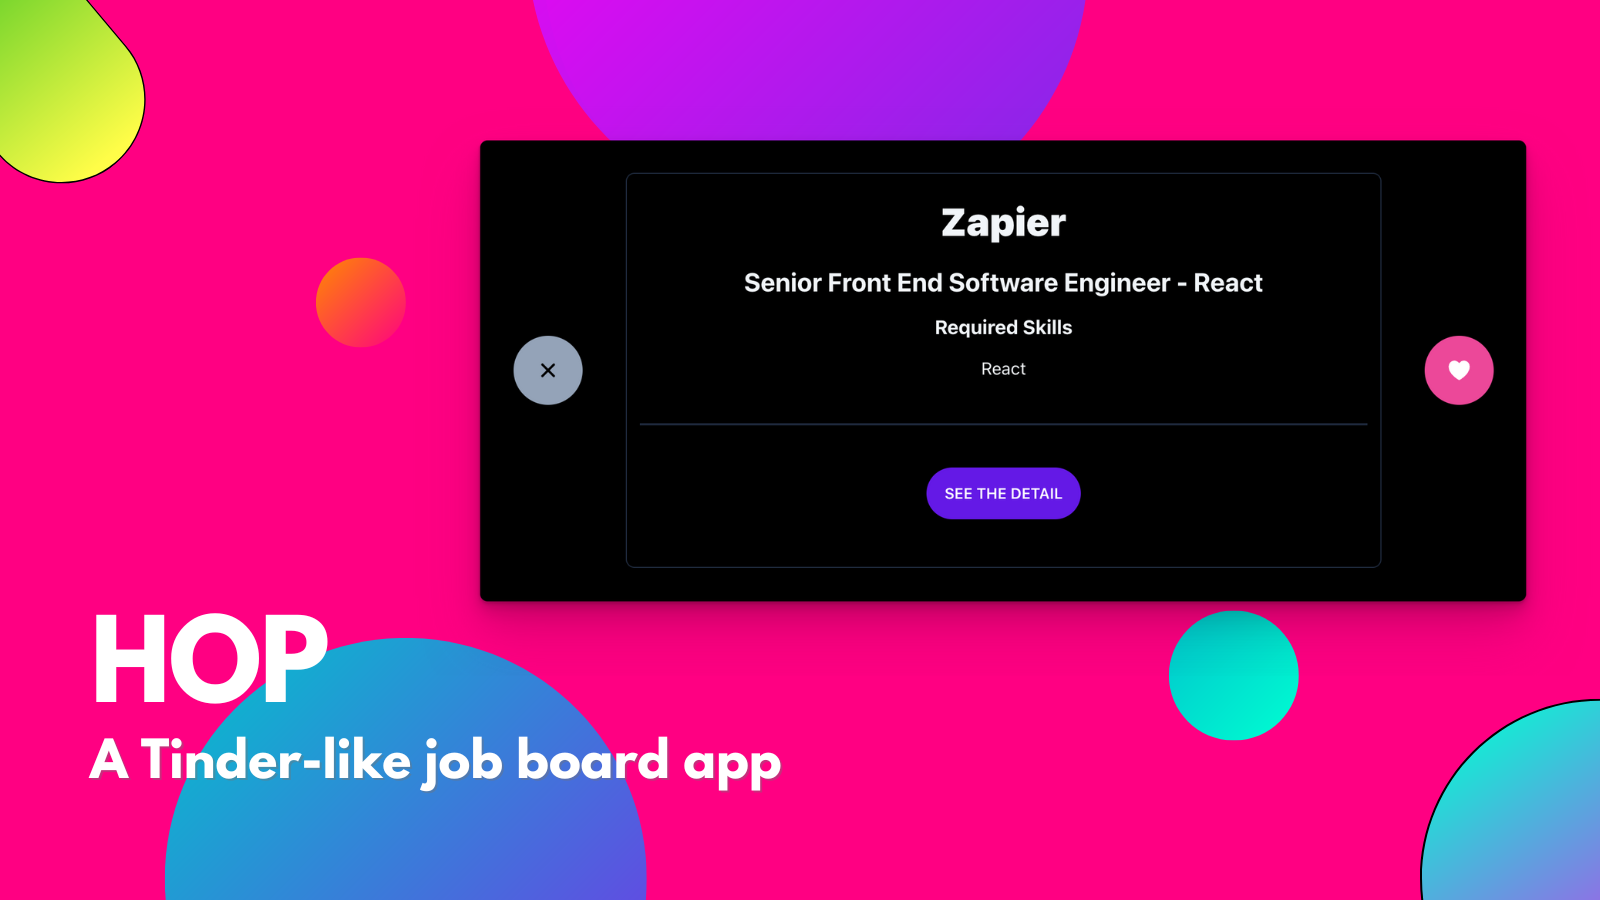 Zapier
Senior Front End Software Engineer - React
Required Skills
React
SEE THE DETAIL
HOP
A Tinder-like job board app